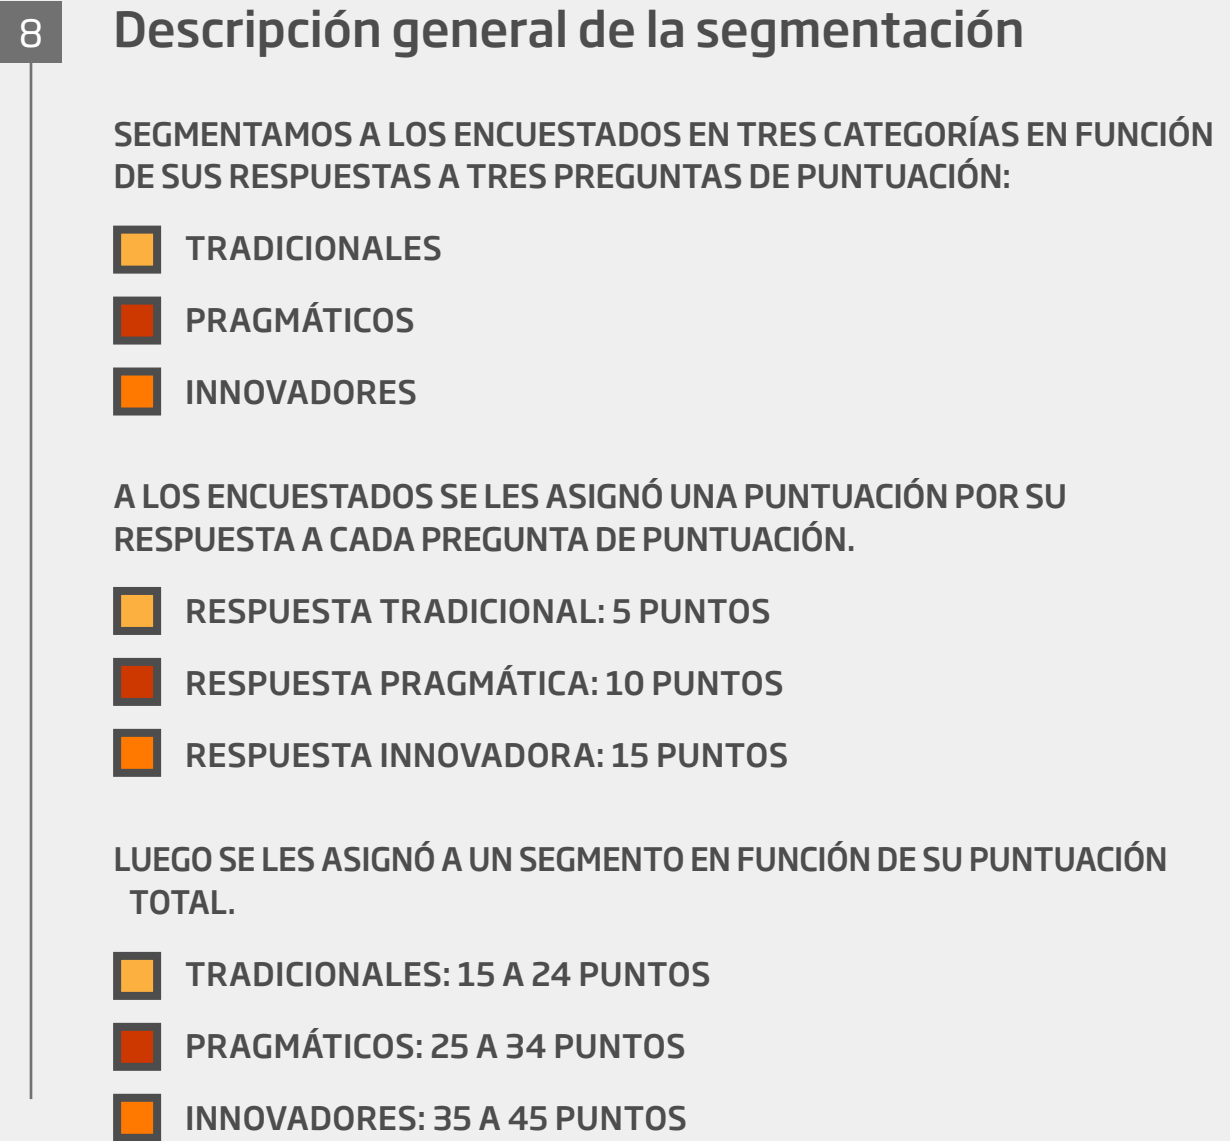 8
Descripción general de la segmentación
SEGMENTAMOS A LOS ENCUESTADOS EN TRES CATEGORÍAS EN FUNCIÓN
DE SUS RESPUESTAS A TRES PREGUNTAS DE PUNTUACIÓN:
TRADICIONALES
PRAGMÁTICOS
INNOVADORES
A LOS ENCUESTADOS SE LES ASIGNÓ UNA PUNTUACIÓN POR SU
RESPUESTA A CADA PREGUNTA DE PUNTUACIÓN.
RESPUESTA TRADICIONAL: 5 PUNTOS
RESPUESTA PRAGMÁTICA: 10 PUNTOS
RESPUESTA INNOVADORA: 15 PUNTOS
LUEGO SE LES ASIGNÓ A UN SEGMENTO EN FUNCIÓN DE SU PUNTUACIÓN
TOTAL.
TRADICIONALES: 15 A 24 PUNTOS
PRAGMÁTICOS: 25 A 34 PUNTOS
INNOVADORES: 35 A 45 PUNTOS